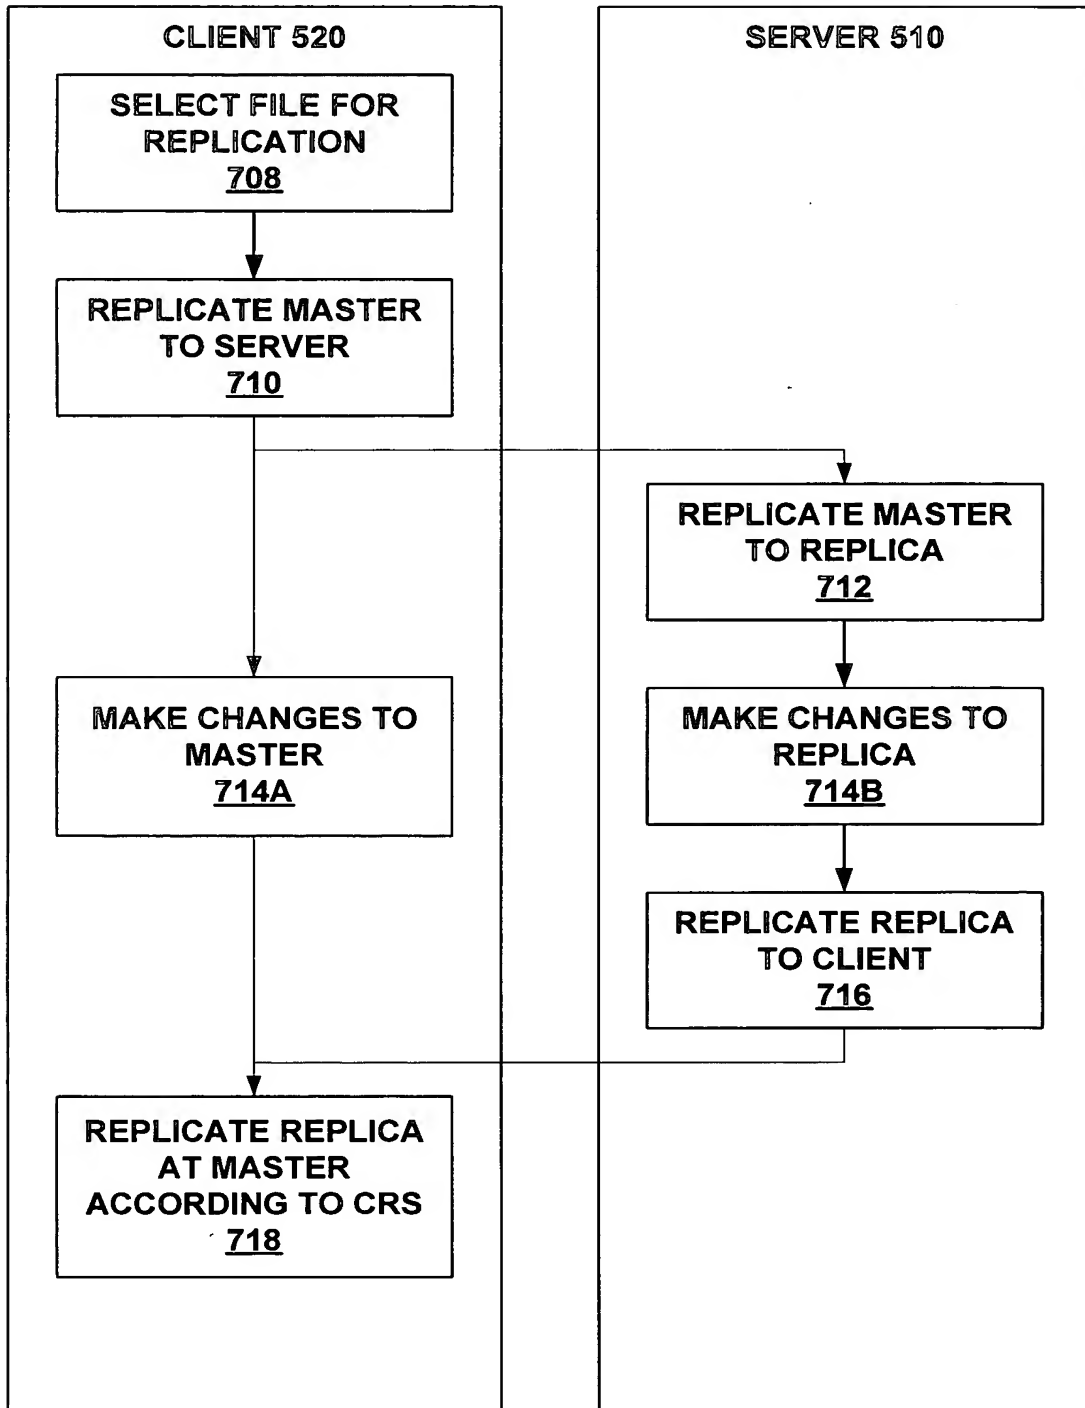 CLIENT 520
SELECT FILE FOR
REPLICATION
708
REPLICATE MASTER
TO SERVER
710
MAKE CHANGES TO
MASTER
714A
REPLICATE REPLICA
AT MASTER
ACCORDING TO CRS
718
SERVER 510
REPLICATE MASTER
TO REPLICA
712
MAKE CHANGES TO
REPLICA
714B
REPLICATE REPLICA
TO CLIENT
716